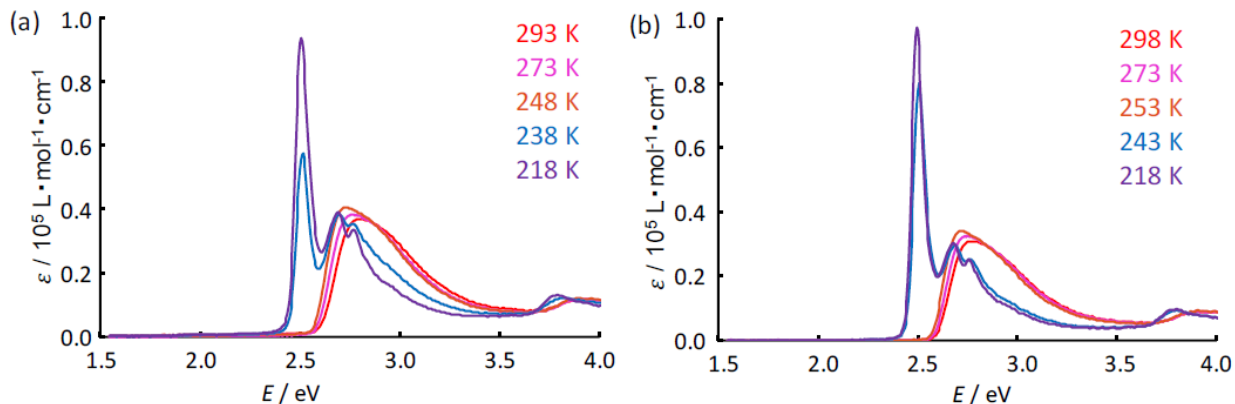 (a)
1.0
0.8
0.6
0.4
0.2
0.0
ε / 10⁵ L•mol⁻¹•cm⁻¹
293 K
273 K
248 K
238 K
218 K
1.5 2.0 2.5 3.0 3.5 4.0
E / eV
(b)
1.0
0.8
0.6
0.4
0.2
0.0
ε / 10⁵ L•mol⁻¹•cm⁻¹
298 K
273 K
253 K
243 K
218 K
1.5 2.0 2.5 3.0 3.5 4.0
E / eV